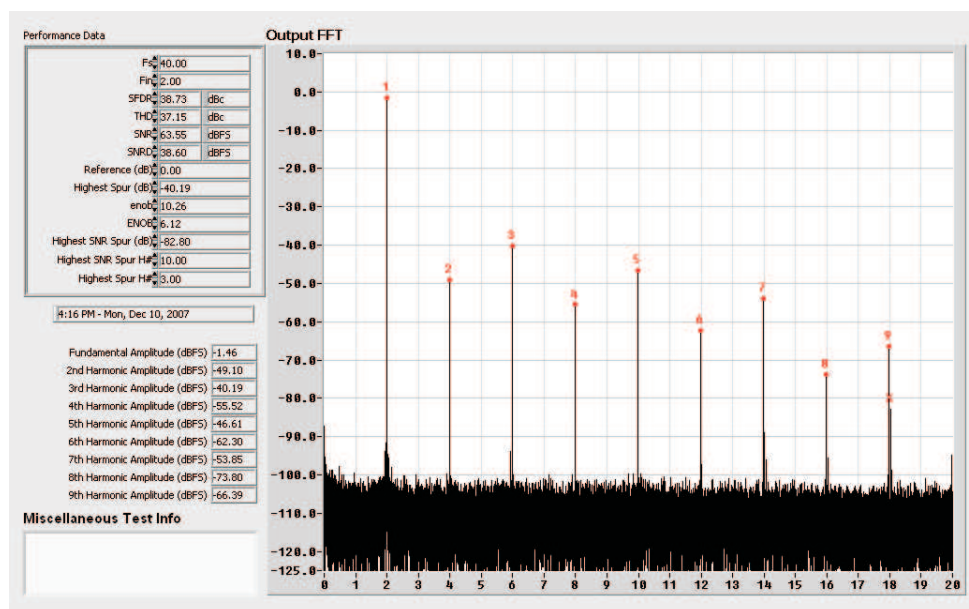 Performance Data
Fs 40.00
Fin 2.00
SFDR 38.73 dBc
THD 37.15 dBc
SNR 63.55 dBFS
SNRD 38.60 dBFS
Reference (dB) 0.00
Highest Spur (dB) -40.19
enob 10.26
ENOB 6.12
Highest SNR Spur (dB) -82.80
Highest SNR Spur H# 10.00
Highest Spur H# 3.00
4:16 PM - Mon, Dec 10, 2007
Fundamental Amplitude (dBFS) -1.46
2nd Harmonic Amplitude (dBFS) -49.10
3rd Harmonic Amplitude (dBFS) -40.19
4th Harmonic Amplitude (dBFS) -55.52
5th Harmonic Amplitude (dBFS) -46.61
6th Harmonic Amplitude (dBFS) -62.30
7th Harmonic Amplitude (dBFS) -53.85
8th Harmonic Amplitude (dBFS) -73.80
9th Harmonic Amplitude (dBFS) -66.39
Miscellaneous Test Info
Output FFT
10.0
0.0
-10.0
-20.0
-30.0
-40.0
-50.0
-60.0
-70.0
-80.0
-90.0
-100.0
-110.0
-120.0
-125.0
1
2
3
4
5
6
7
8
9
0 1 2 3 4 5 6 7 8 9 10 11 12 13 14 15 16 17 18 19 20